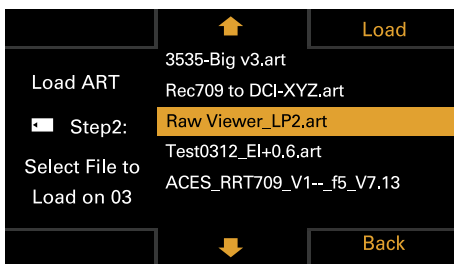 Load
Load ART
Step2:
Select File to
Load on 03
3535-Big v3.art
Rec709 to DCI-XYZ.art
Raw Viewer_LP2.art
Test0312_EI+0.6.art
ACES_RRT709_V1--_f5_V7.13
Back